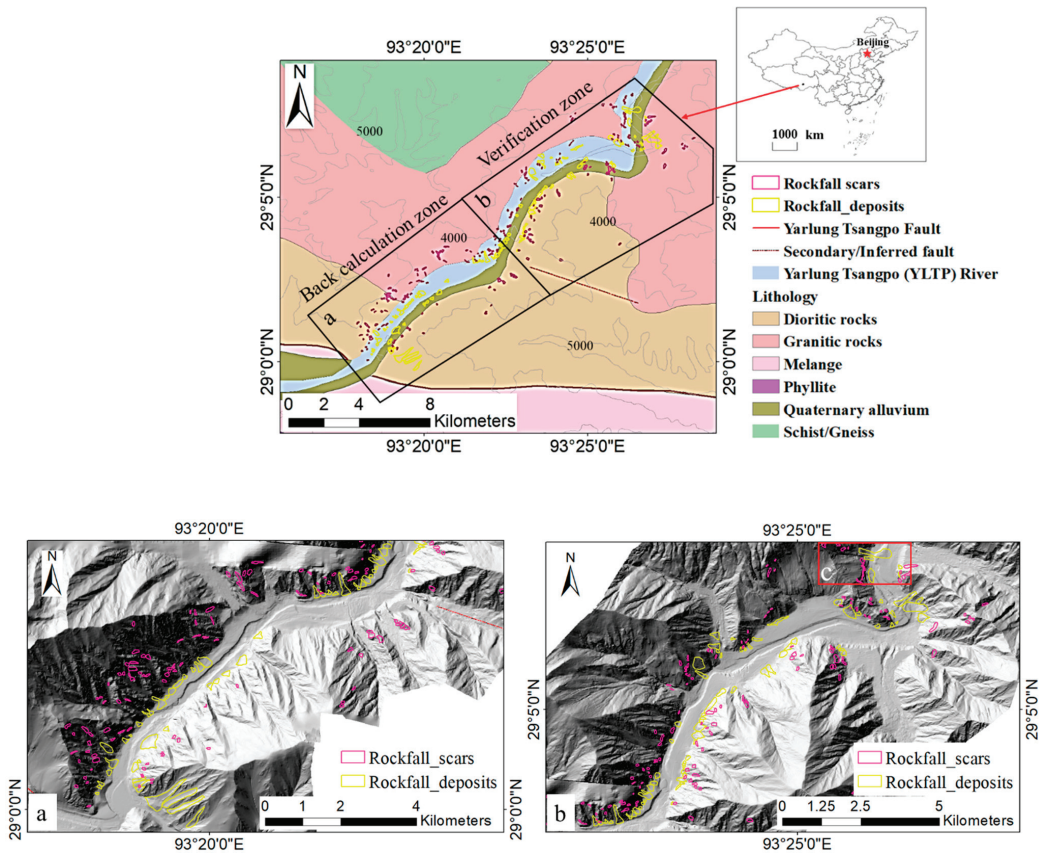 93°20'0"E
93°25'0"E
Beijing
1000 km
N
5000
Verification zone
b
4000
Back calculation zone
4000
a
5000
29°5'0"N
29°0'0"N
29°5'0"N
29°0'0"N
0 2 4 8
Kilometers
93°20'0"E
93°25'0"E
Rockfall scars
Rockfall_deposits
Yarlung Tsangpo Fault
Secondary/Inferred fault
Yarlung Tsangpo (YLTP) River
Lithology
Dioritic rocks
Granitic rocks
Melange
Phyllite
Quaternary alluvium
Schist/Gneiss
93°20'0"E
N
29°0'0"N
Rockfall_scars
Rockfall_deposits
0 1 2 4
Kilometers
a
93°20'0"E
93°25'0"E
N
C
29°5'0"N
29°5'0"N
Rockfall_scars
Rockfall_deposits
0 1.25 2.5 5
Kilometers
b
93°25'0"E
29°0'0"N